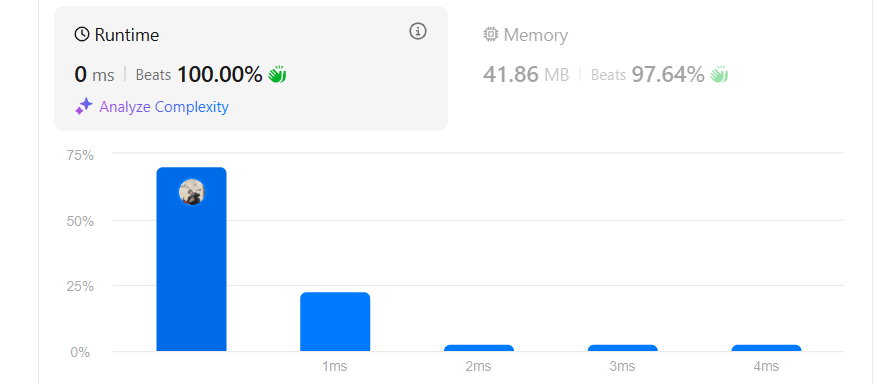 Runtime
0 ms | Beats 100.00%
Analyze Complexity
Memory
41.86 MB | Beats 97.64%
75%
50%
25%
0%
1ms 2ms 3ms 4ms